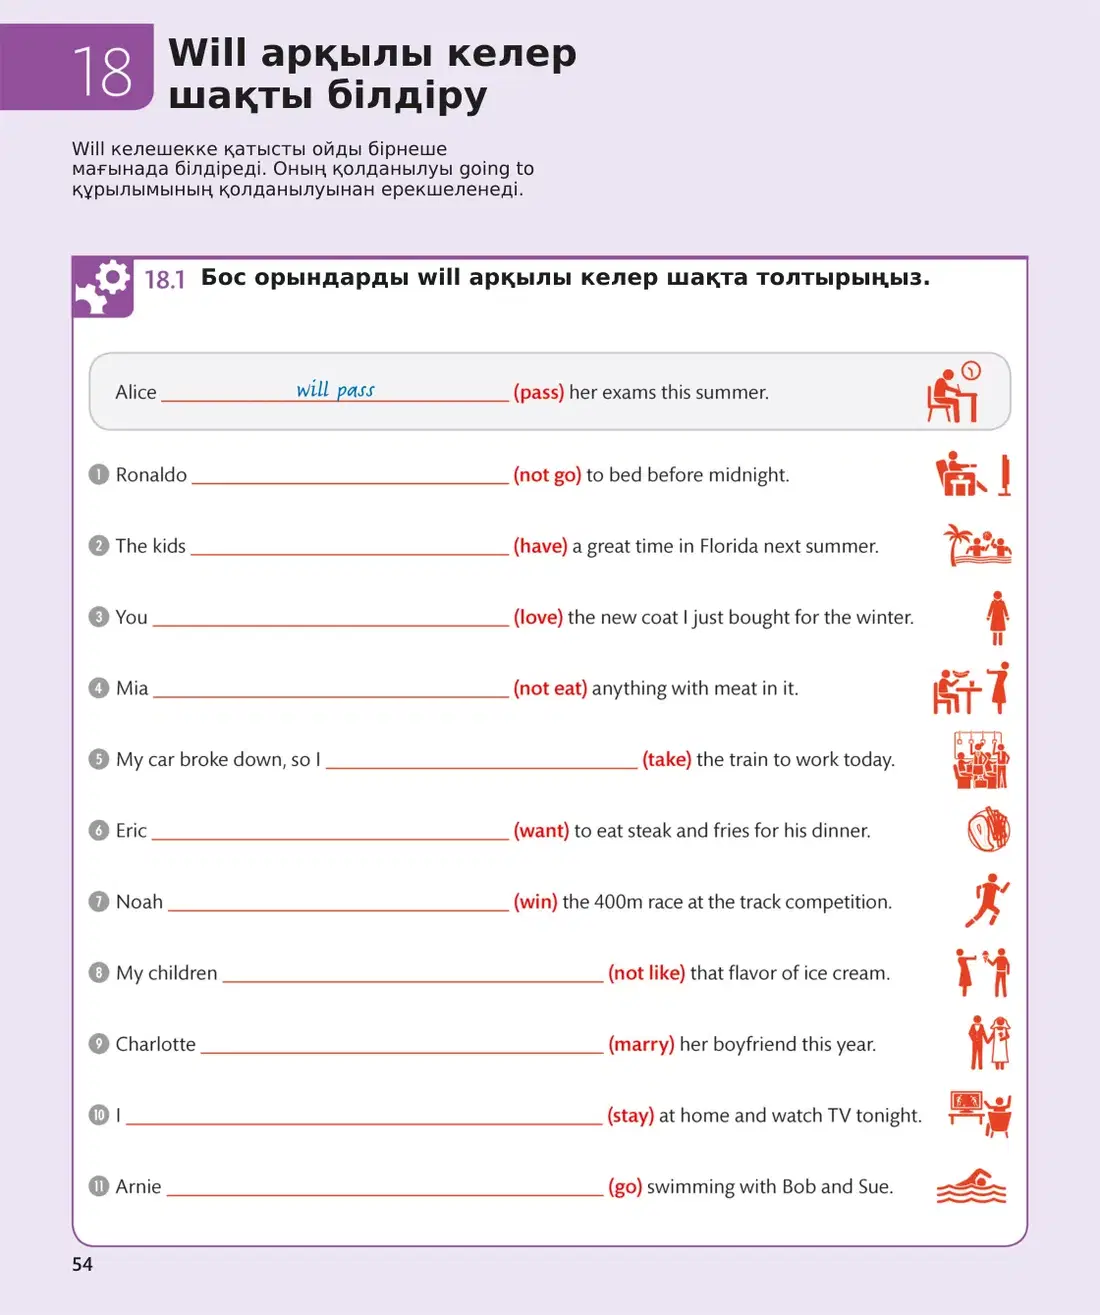 18
Will арқылы келер
шақты білдіру
Will келешекке қатысты ойды бірнеше
мағынада білдіреді. Оның қолданылуы going to
құрылымының қолданылуынан ерекшеленеді.
18.1 Бос орындарды will арқылы келер шақта толтырыңыз.
Alice will pass (pass) her exams this summer.
1 Ronaldo (not go) to bed before midnight.
2 The kids (have) a great time in Florida next summer.
3 You (love) the new coat I just bought for the winter.
4 Mia (not eat) anything with meat in it.
5 My car broke down, so I (take) the train to work today.
6 Eric (want) to eat steak and fries for his dinner.
7 Noah (win) the 400m race at the track competition.
8 My children (not like) that flavor of ice cream.
9 Charlotte (marry) her boyfriend this year.
10 I (stay) at home and watch TV tonight.
11 Arnie (go) swimming with Bob and Sue.
54